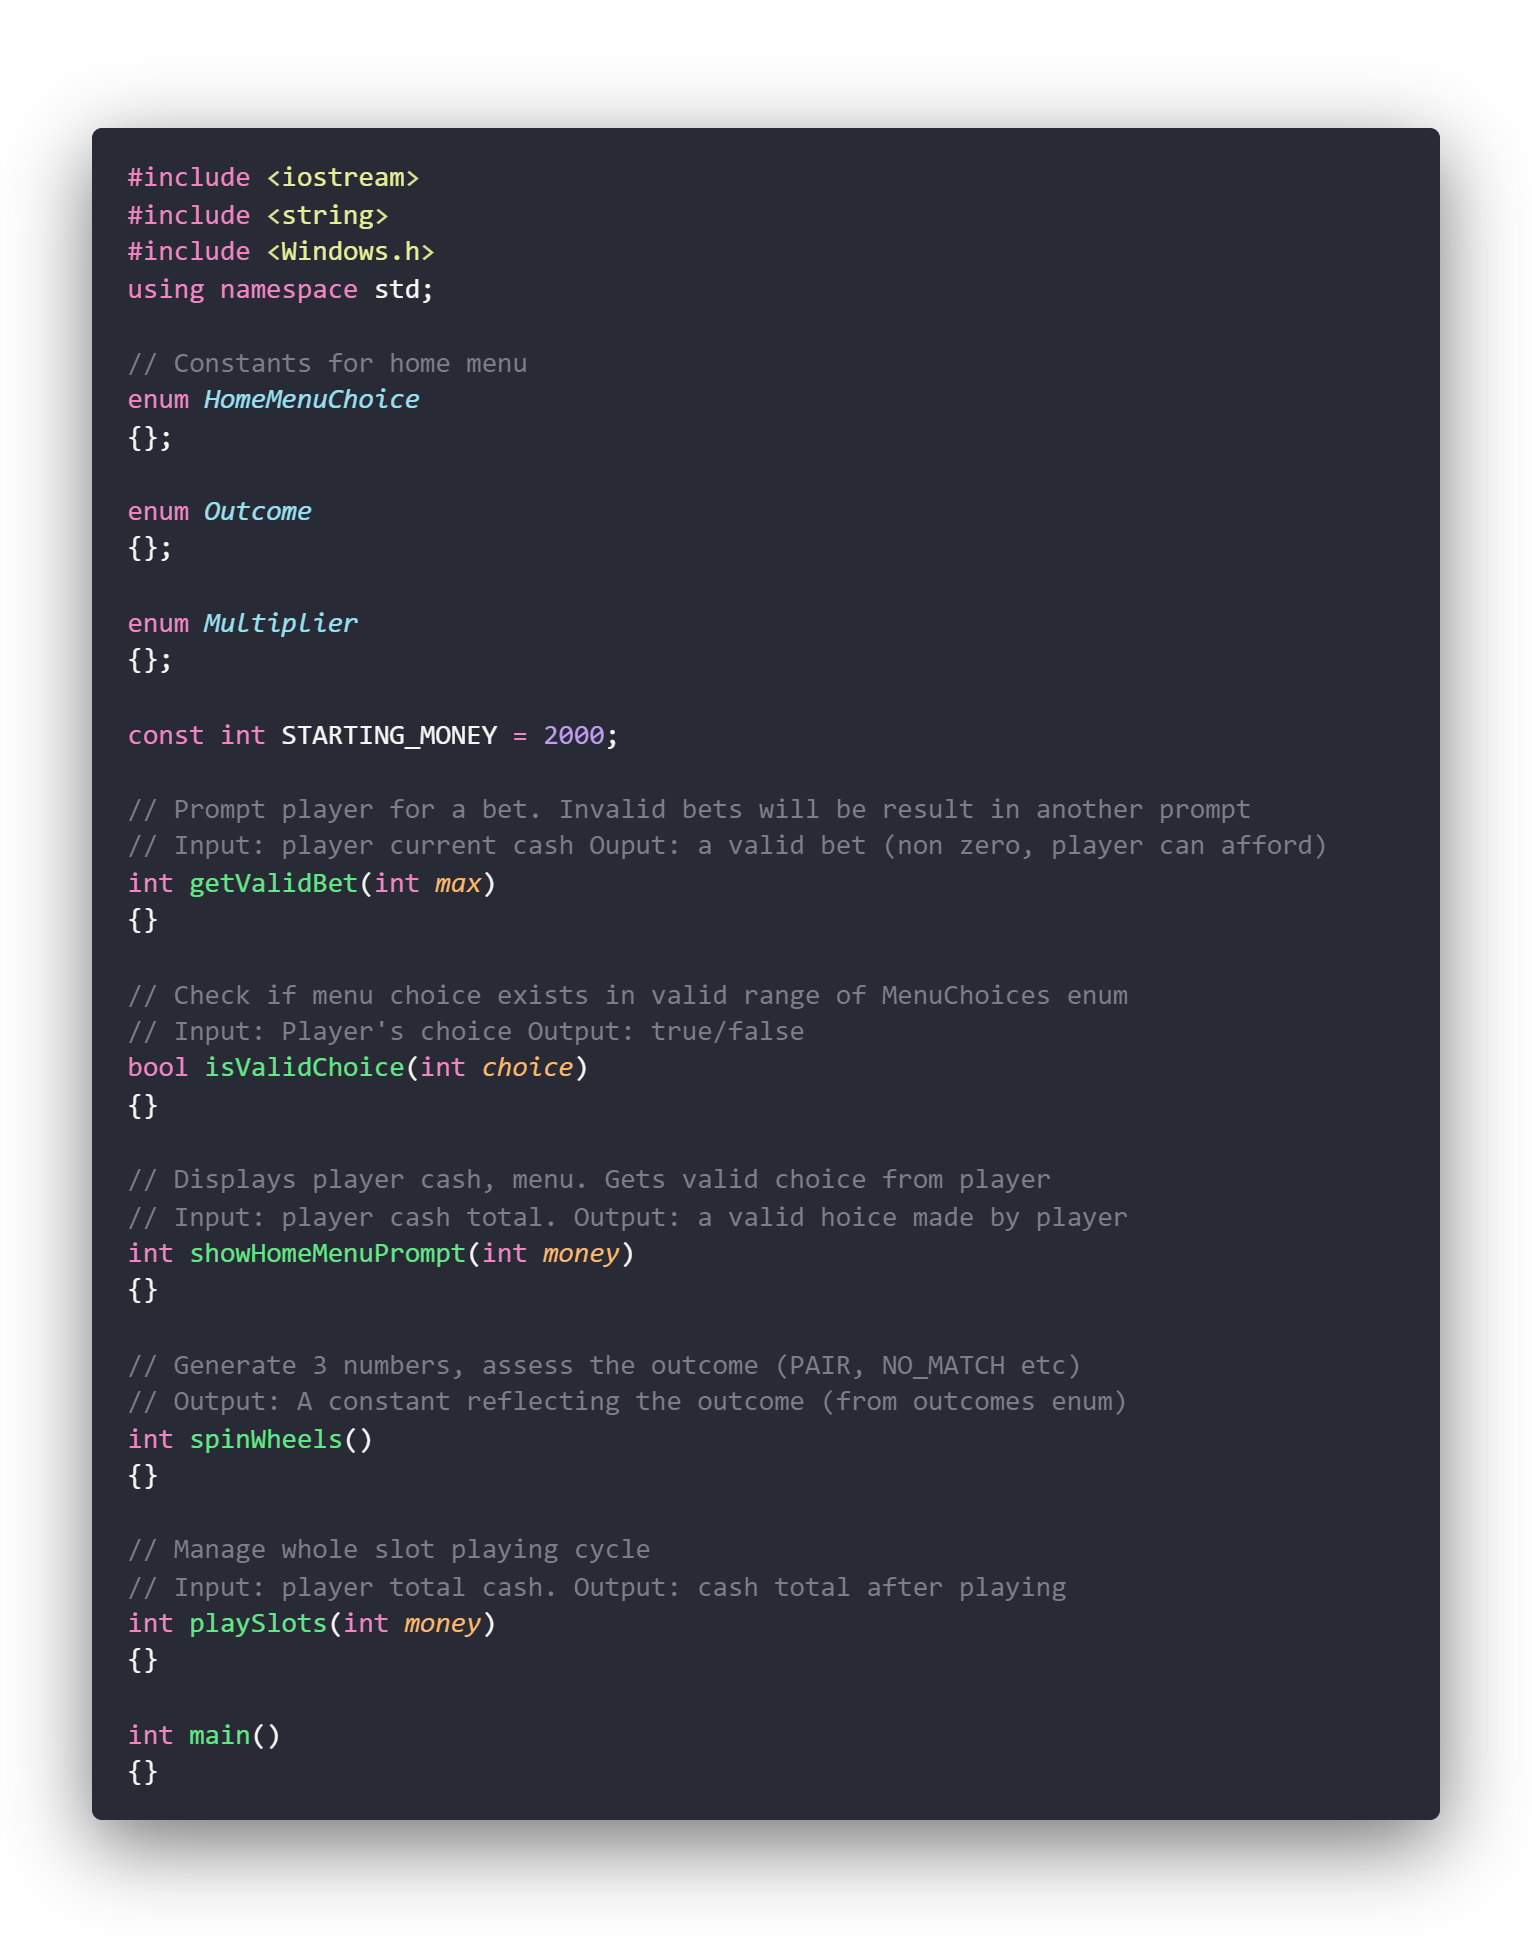 #include <iostream>
#include <string>
#include <Windows.h>
using namespace std;
// Constants for home menu
enum HomeMenuChoice
{};
enum Outcome
{};
enum Multiplier
{};
const int STARTING_MONEY = 2000;
// Prompt player for a bet. Invalid bets will be result in another prompt
// Input: player current cash Ouput: a valid bet (non zero, player can afford)
int getValidBet(int max)
{}
// Check if menu choice exists in valid range of MenuChoices enum
// Input: Player's choice Output: true/false
bool isValidChoice(int choice)
{}
// Displays player cash, menu. Gets valid choice from player
// Input: player cash total. Output: a valid hoice made by player
int showHomeMenuPrompt(int money)
{}
// Generate 3 numbers, assess the outcome (PAIR, NO_MATCH etc)
// Output: A constant reflecting the outcome (from outcomes enum)
int spinWheels()
{}
// Manage whole slot playing cycle
// Input: player total cash. Output: cash total after playing
int playSlots(int money)
{}
int main()
{}